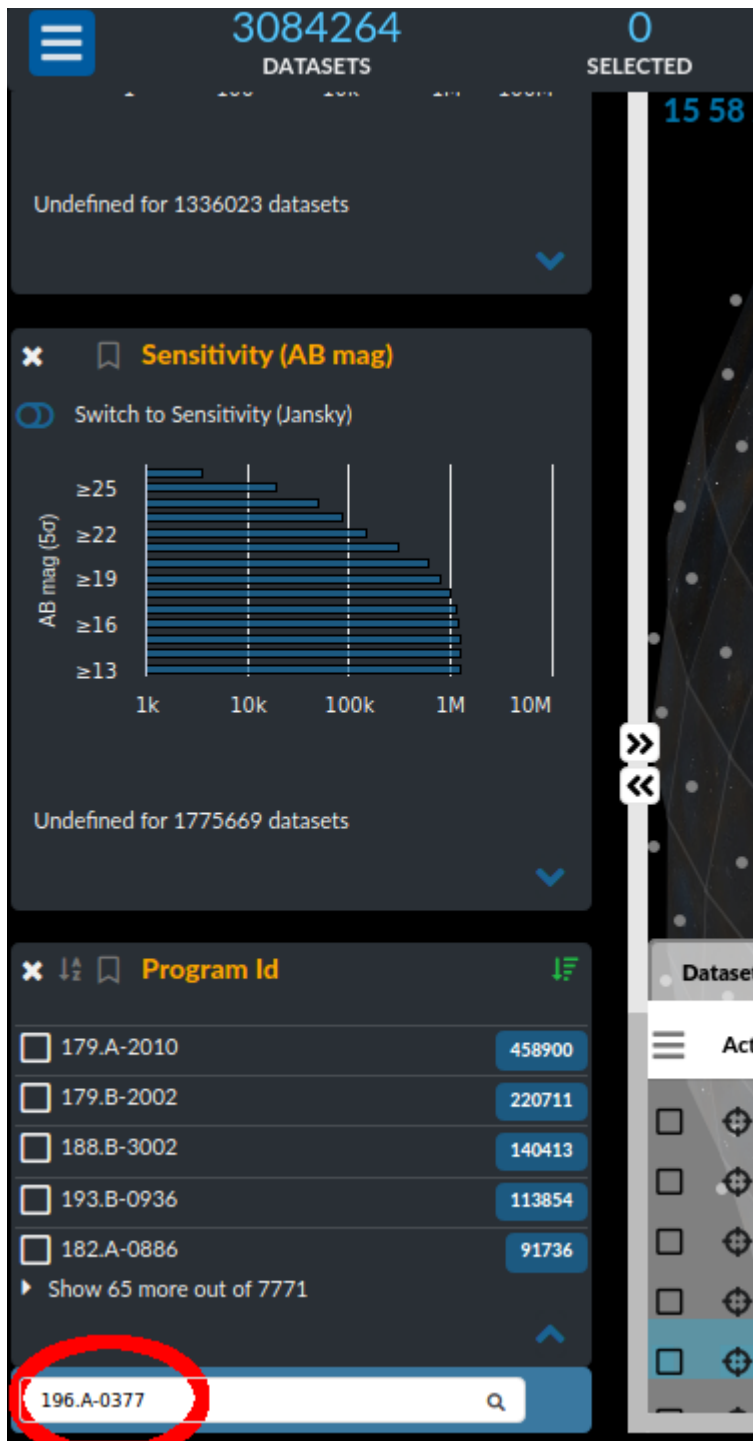 3084264
DATASETS
0
SELECTED
15 58
Undefined for 1336023 datasets
Sensitivity (AB mag)
Switch to Sensitivity (Jansky)
AB mag (5σ)
≥25
≥22
≥19
≥16
≥13
1k 10k 100k 1M 10M
Undefined for 1775669 datasets
Program Id
179.A-2010 458900
179.B-2002 220711
188.B-3002 140413
193.B-0936 113854
182.A-0886 91736
Show 65 more out of 7771
196.A-0377